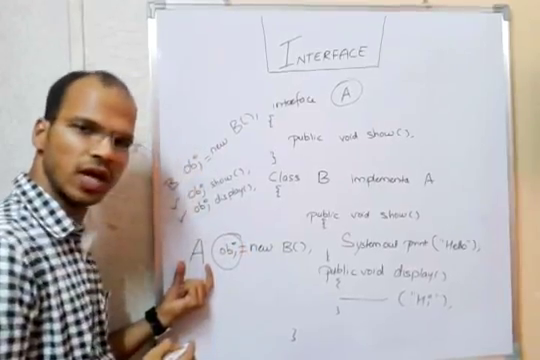 INTERFACE
interface A
{
public void show();
}
Class B implements A
{
public void show()
{
System.out.print("Hello");
}
public void display()
{
("Hi");
}
}
B obj = new B();
obj.show();
obj.display();
A obj = new B();